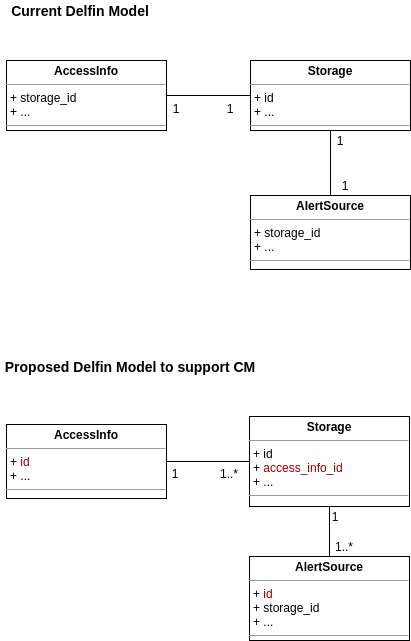 Current Delfin Model
AccessInfo
+ storage_id
+ ...
1
1
Storage
+ id
+ ...
1
1
AlertSource
+ storage_id
+ ...
Proposed Delfin Model to support CM
AccessInfo
+ id
+ ...
1
1..*
Storage
+ id
+ access_info_id
+ ...
1
1..*
AlertSource
+ id
+ storage_id
+ ...